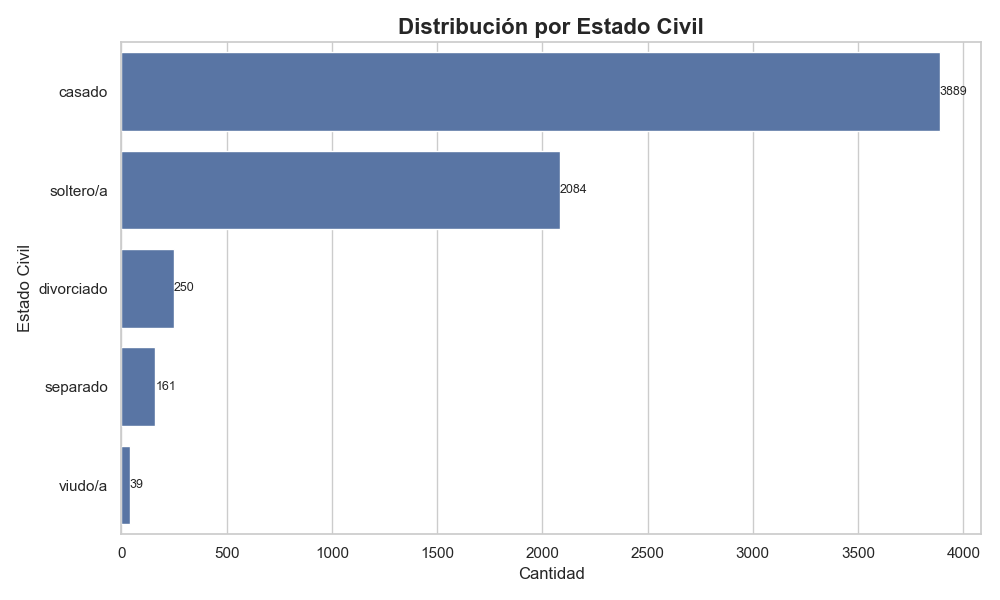 Distribución por Estado Civil
Estado Civil
casado
3889
soltero/a
2084
divorciado
250
separado
161
viudo/a
39
0 500 1000 1500 2000 2500 3000 3500 4000
Cantidad